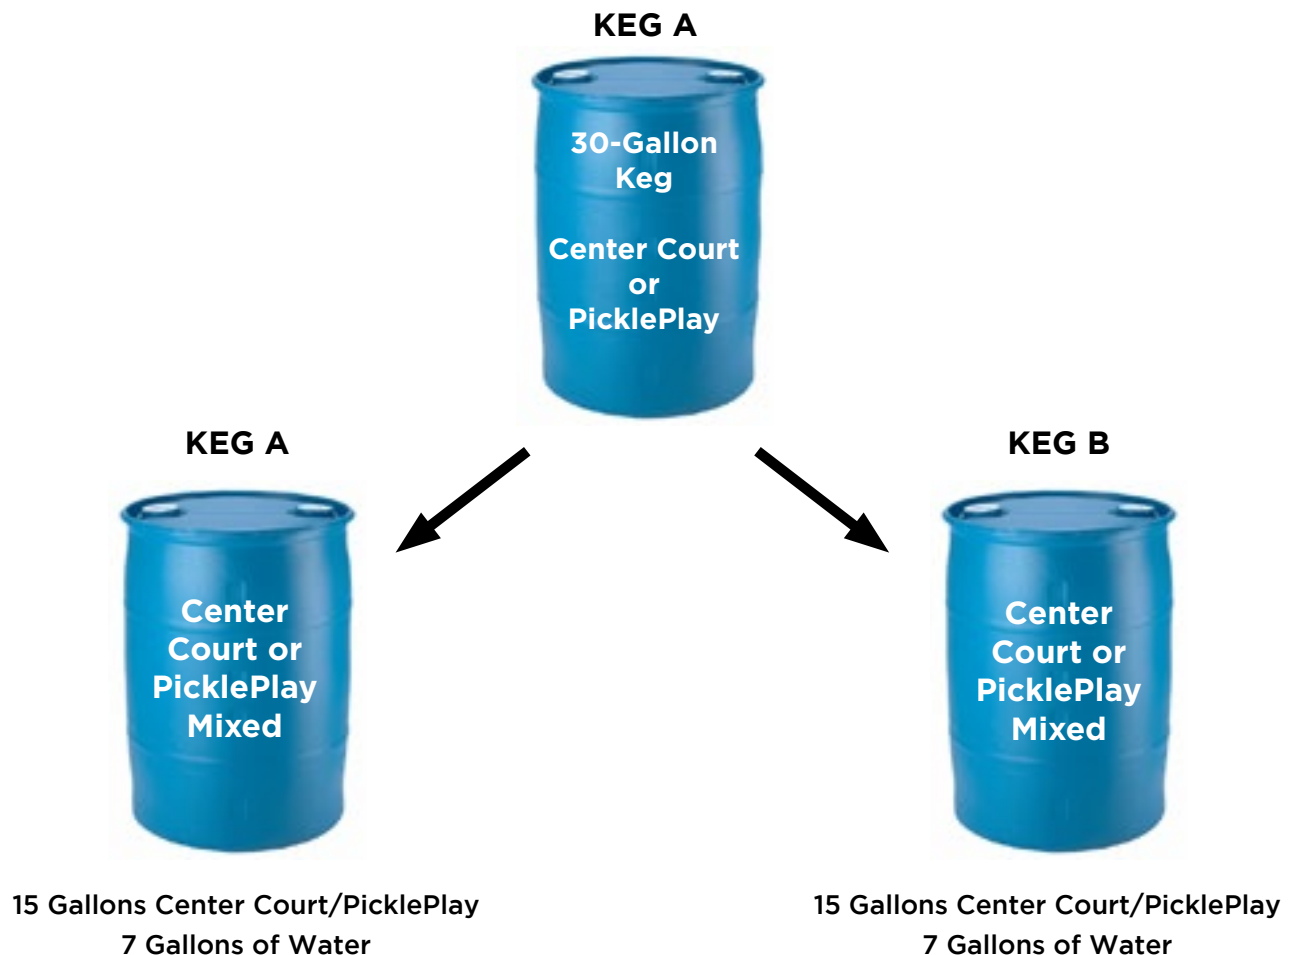 KEG A
30-Gallon
Keg
Center Court
or
PicklePlay
KEG A
KEG B
Center
Court or
PicklePlay
Mixed
Center
Court or
PicklePlay
Mixed
15 Gallons Center Court/PicklePlay
7 Gallons of Water
15 Gallons Center Court/PicklePlay
7 Gallons of Water